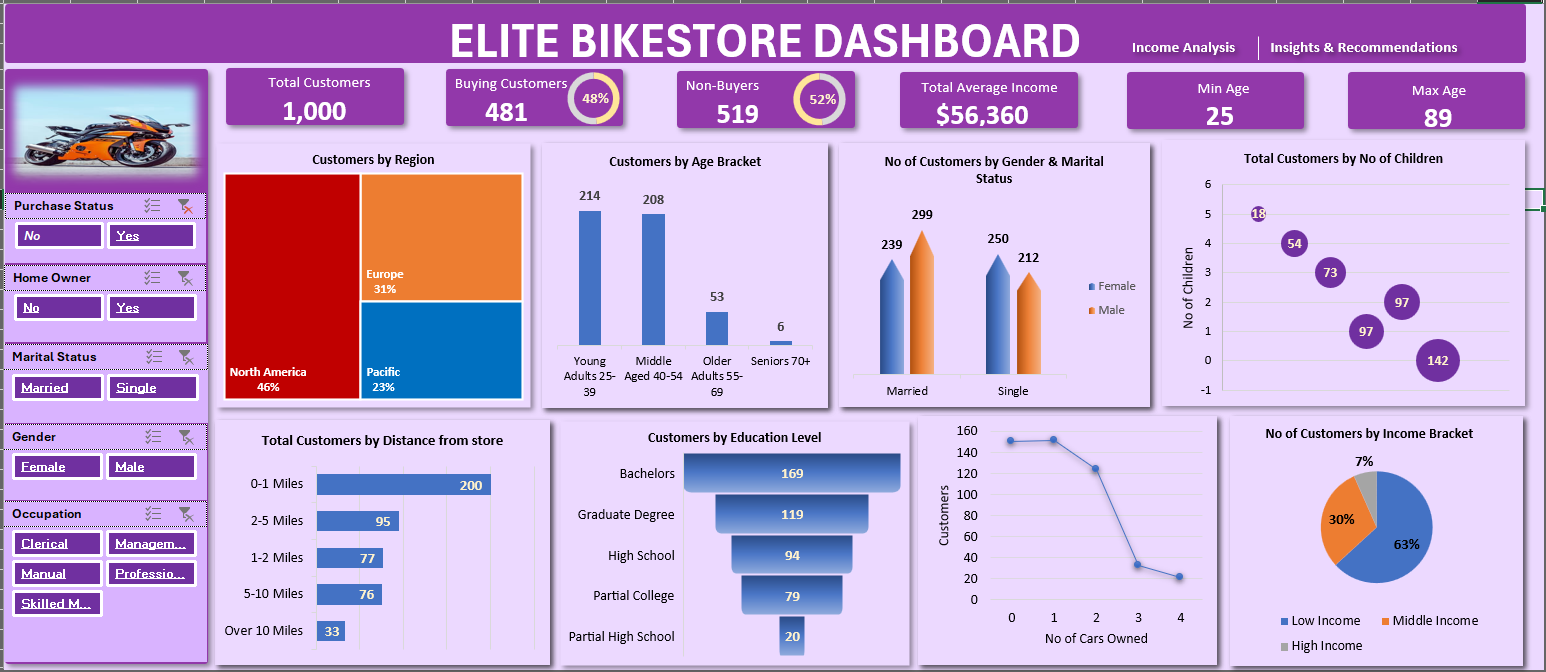 ELITE BIKESTORE DASHBOARD
Income Analysis
Insights & Recommendations
Total Customers
1,000
Buying Customers
481
48%
Non-Buyers
519
52%
Total Average Income
$56,360
Min Age
25
Max Age
89
Purchase Status
No
Yes
Home Owner
No
Yes
Marital Status
Married
Single
Gender
Female
Male
Occupation
Clerical
Managem...
Manual
Professio...
Skilled M...
Customers by Region
North America
46%
Europe
31%
Pacific
23%
Customers by Age Bracket
214
208
53
6
Young
Adults 25-
39
Middle
Aged 40-54
Older
Adults 55-
69
Seniors 70+
No of Customers by Gender & Marital
Status
239
299
250
212
Married
Single
Female
Male
Total Customers by No of Children
No of Children
6
5
4
3
2
1
0
-1
18
54
73
97
97
142
Total Customers by Distance from store
0-1 Miles
200
2-5 Miles
95
1-2 Miles
77
5-10 Miles
76
Over 10 Miles
33
Customers by Education Level
Bachelors
169
Graduate Degree
119
High School
94
Partial College
79
Partial High School
20
Customers
160
140
120
100
80
60
40
20
0
0
1
2
3
4
No of Cars Owned
No of Customers by Income Bracket
7%
30%
63%
Low Income
Middle Income
High Income